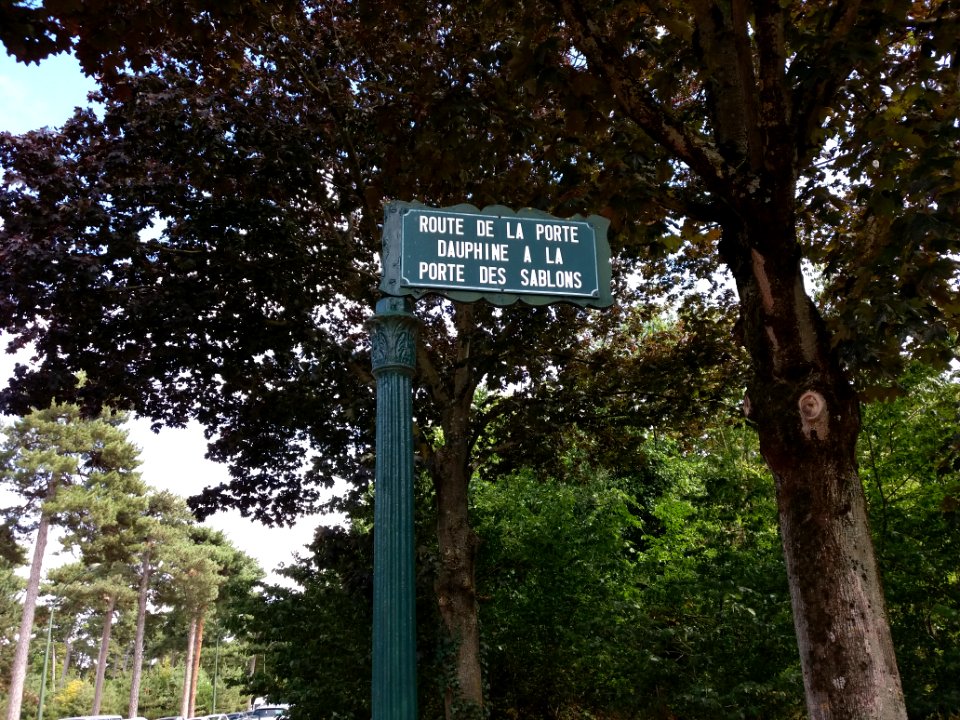 ROUTE DE LA PORTE
DAUPHINE A LA
PORTE DES SABLONS